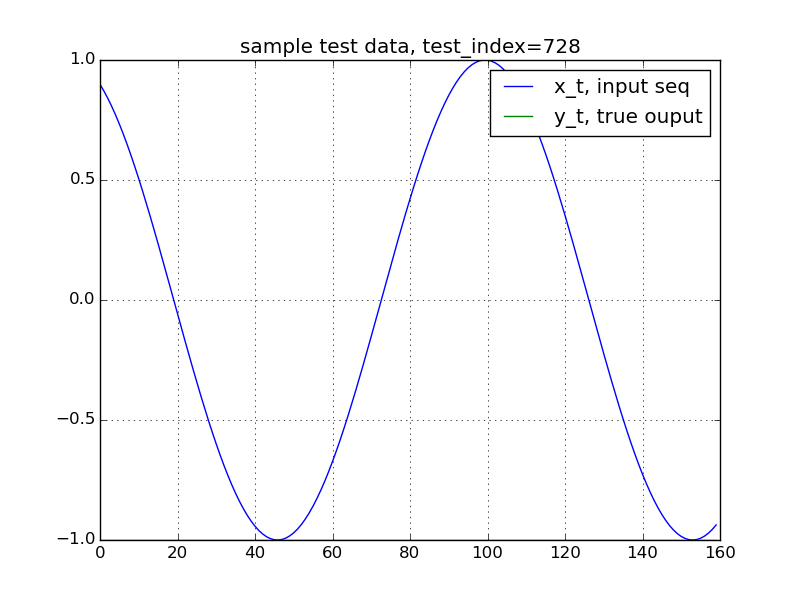 sample test data, test_index=728
x_t, input seq
y_t, true ouput
1.0
0.5
0.0
−0.5
−1.0
0 20 40 60 80 100 120 140 160